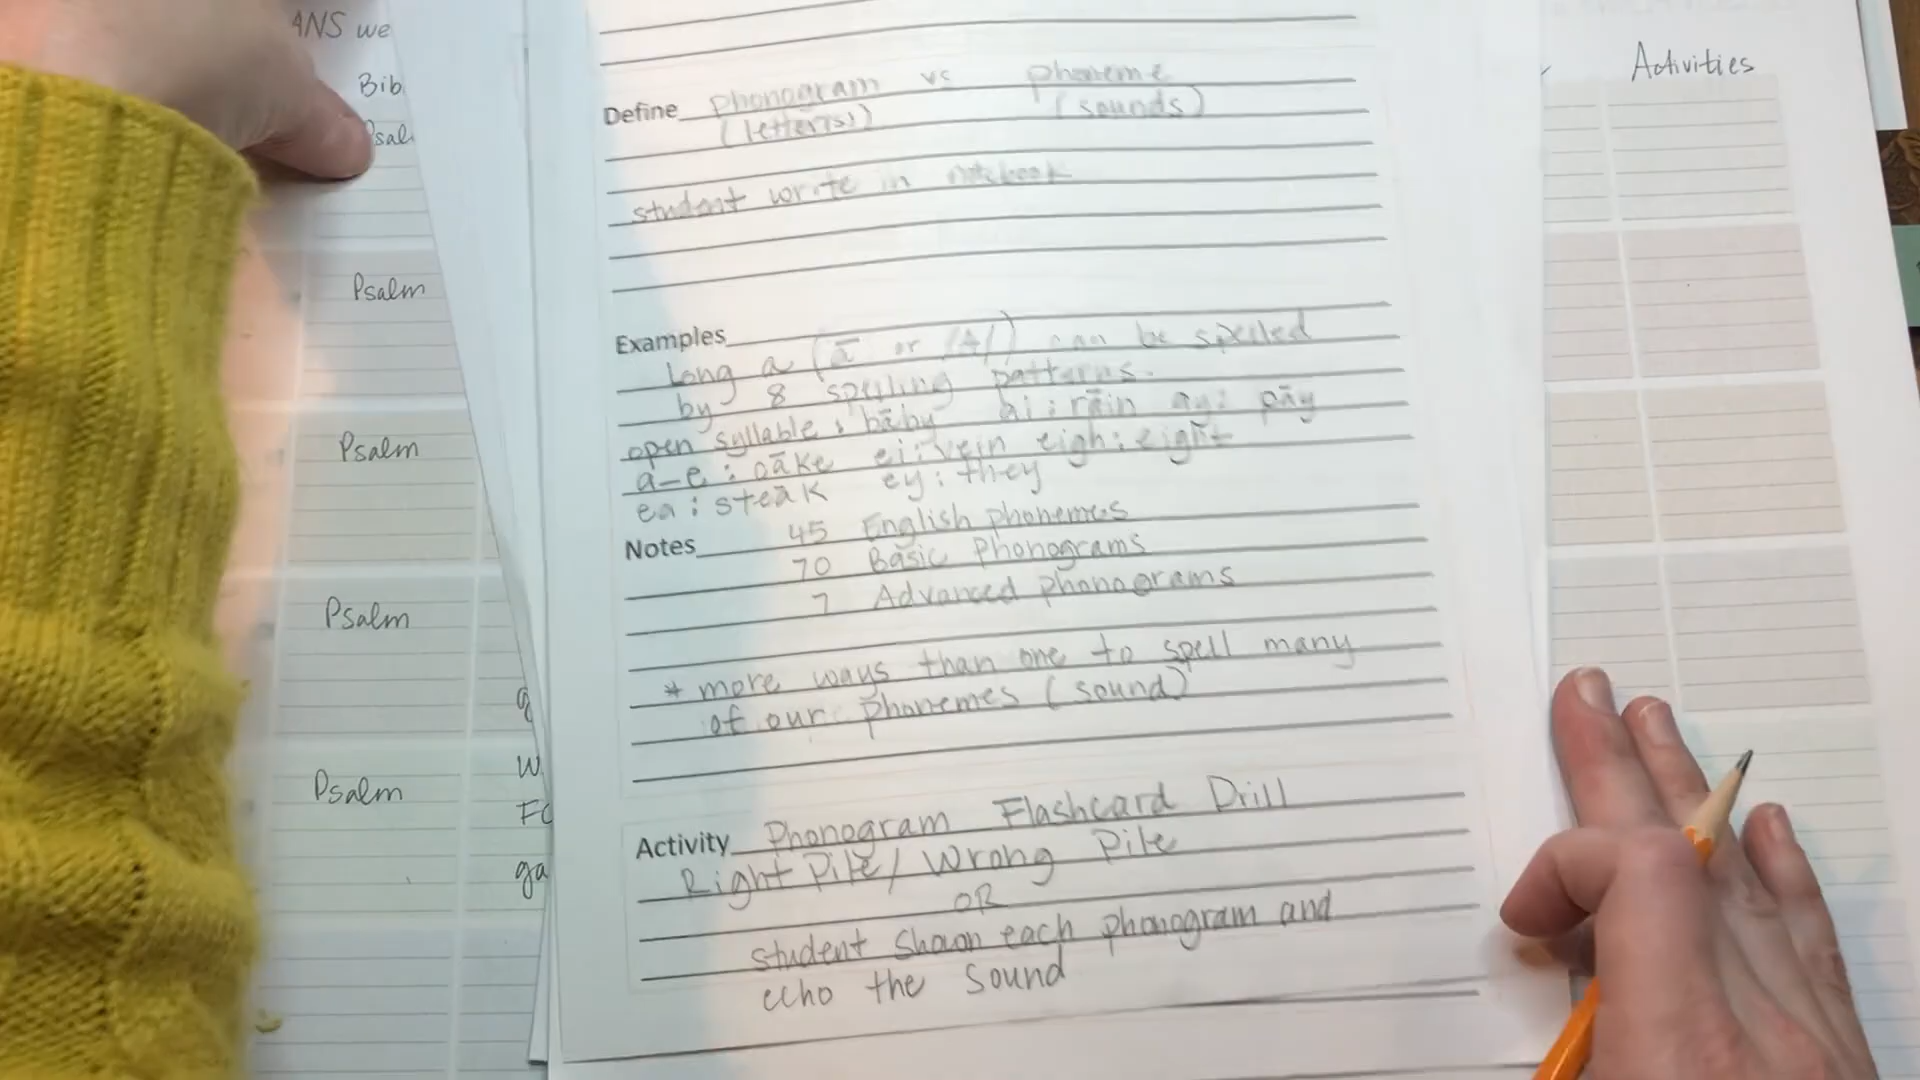 ANS we
Bib
Psal
Psalm
Psalm
Psalm
Psalm
g
W
FC
ga
Define phonogram vs phoneme
(letter(s)) (sounds)
student write in notebook
Examples
Long a (ā or /A/) can be spelled
by 8 spelling patterns.
open syllable: bāby ai: rāin ay: pāy
a-e: cāke ei: vein eigh: eight
ea: steāk ey: they
Notes 45 English phonemes
70 Basic Phonograms
7 Advanced phonograms
* more ways than one to spell many
of our phonemes (sound)
Activity Phonogram Flashcard Drill
Right Pile/ Wrong Pile
OR
student shown each phonogram and
echo the sound
Activities